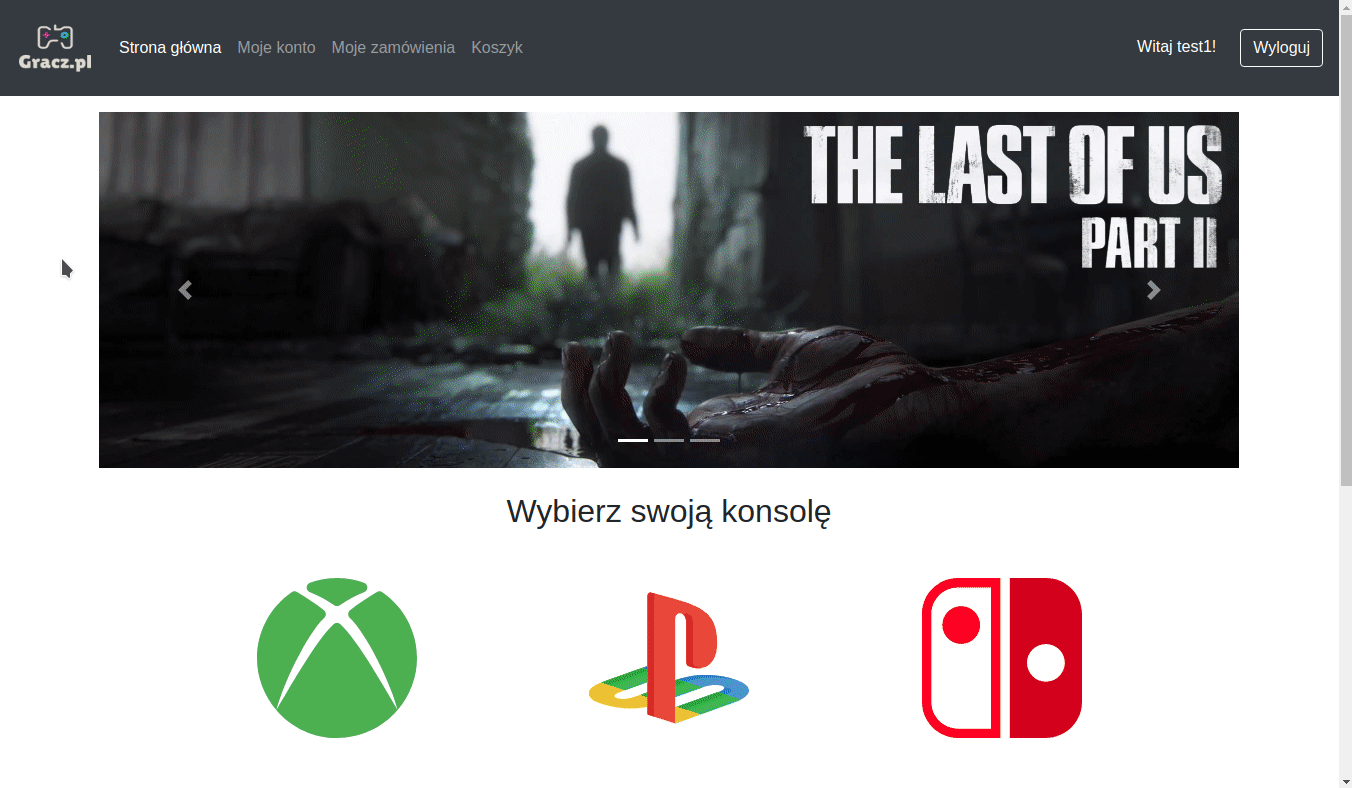 Gracz.pl
Strona główna Moje konto Moje zamówienia Koszyk
Witaj test1! Wyloguj
THE LAST OF US
PART II
Wybierz swoją konsolę